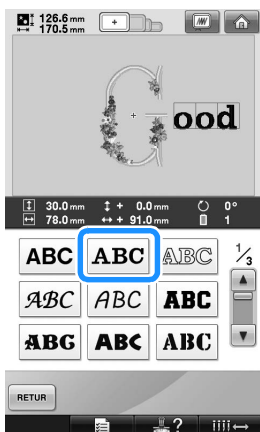 126.6 mm
170.5 mm
Good
30.0 mm + 0.0 mm 0°
78.0 mm + 91.0 mm 1
ABC ABC ABC 1/3
ABC ABC ABC
ABC ABC ABC
RETUR
?